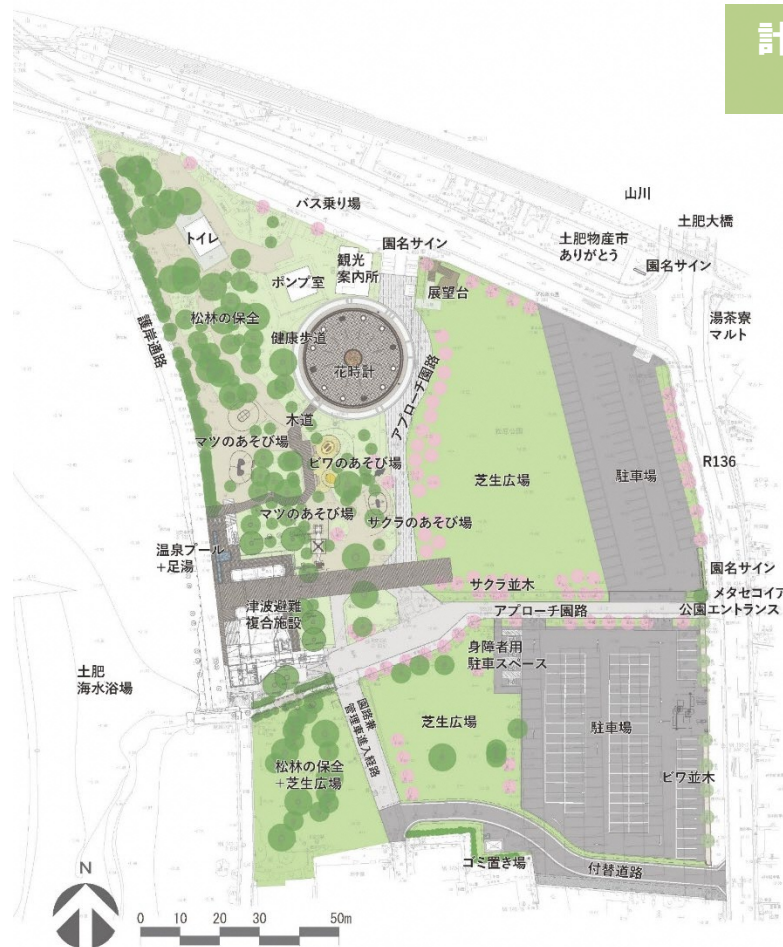 計
山川
土肥大橋
バス乗り場
土肥物産市
ありがとう
園名サイン
園名サイン
トイレ
観光
案内所
ポンプ室
展望台
湯茶寮
マルト
松林の保全
護岸通路
健康歩道
花時計
アプローチ園路
木道
マツのあそび場
ビワのあそび場
芝生広場
駐車場
R136
マツのあそび場
サクラのあそび場
温泉プール
+足湯
園名サイン
サクラ並木
メタセコイア
津波避難
複合施設
アプローチ園路
公園エントランス
身障者用
駐車スペース
土肥
海水浴場
園路兼
管理車進入経路
芝生広場
駐車場
松林の保全
+芝生広場
ビワ並木
ゴミ置き場
付替道路
N
0 10 20 30 50m